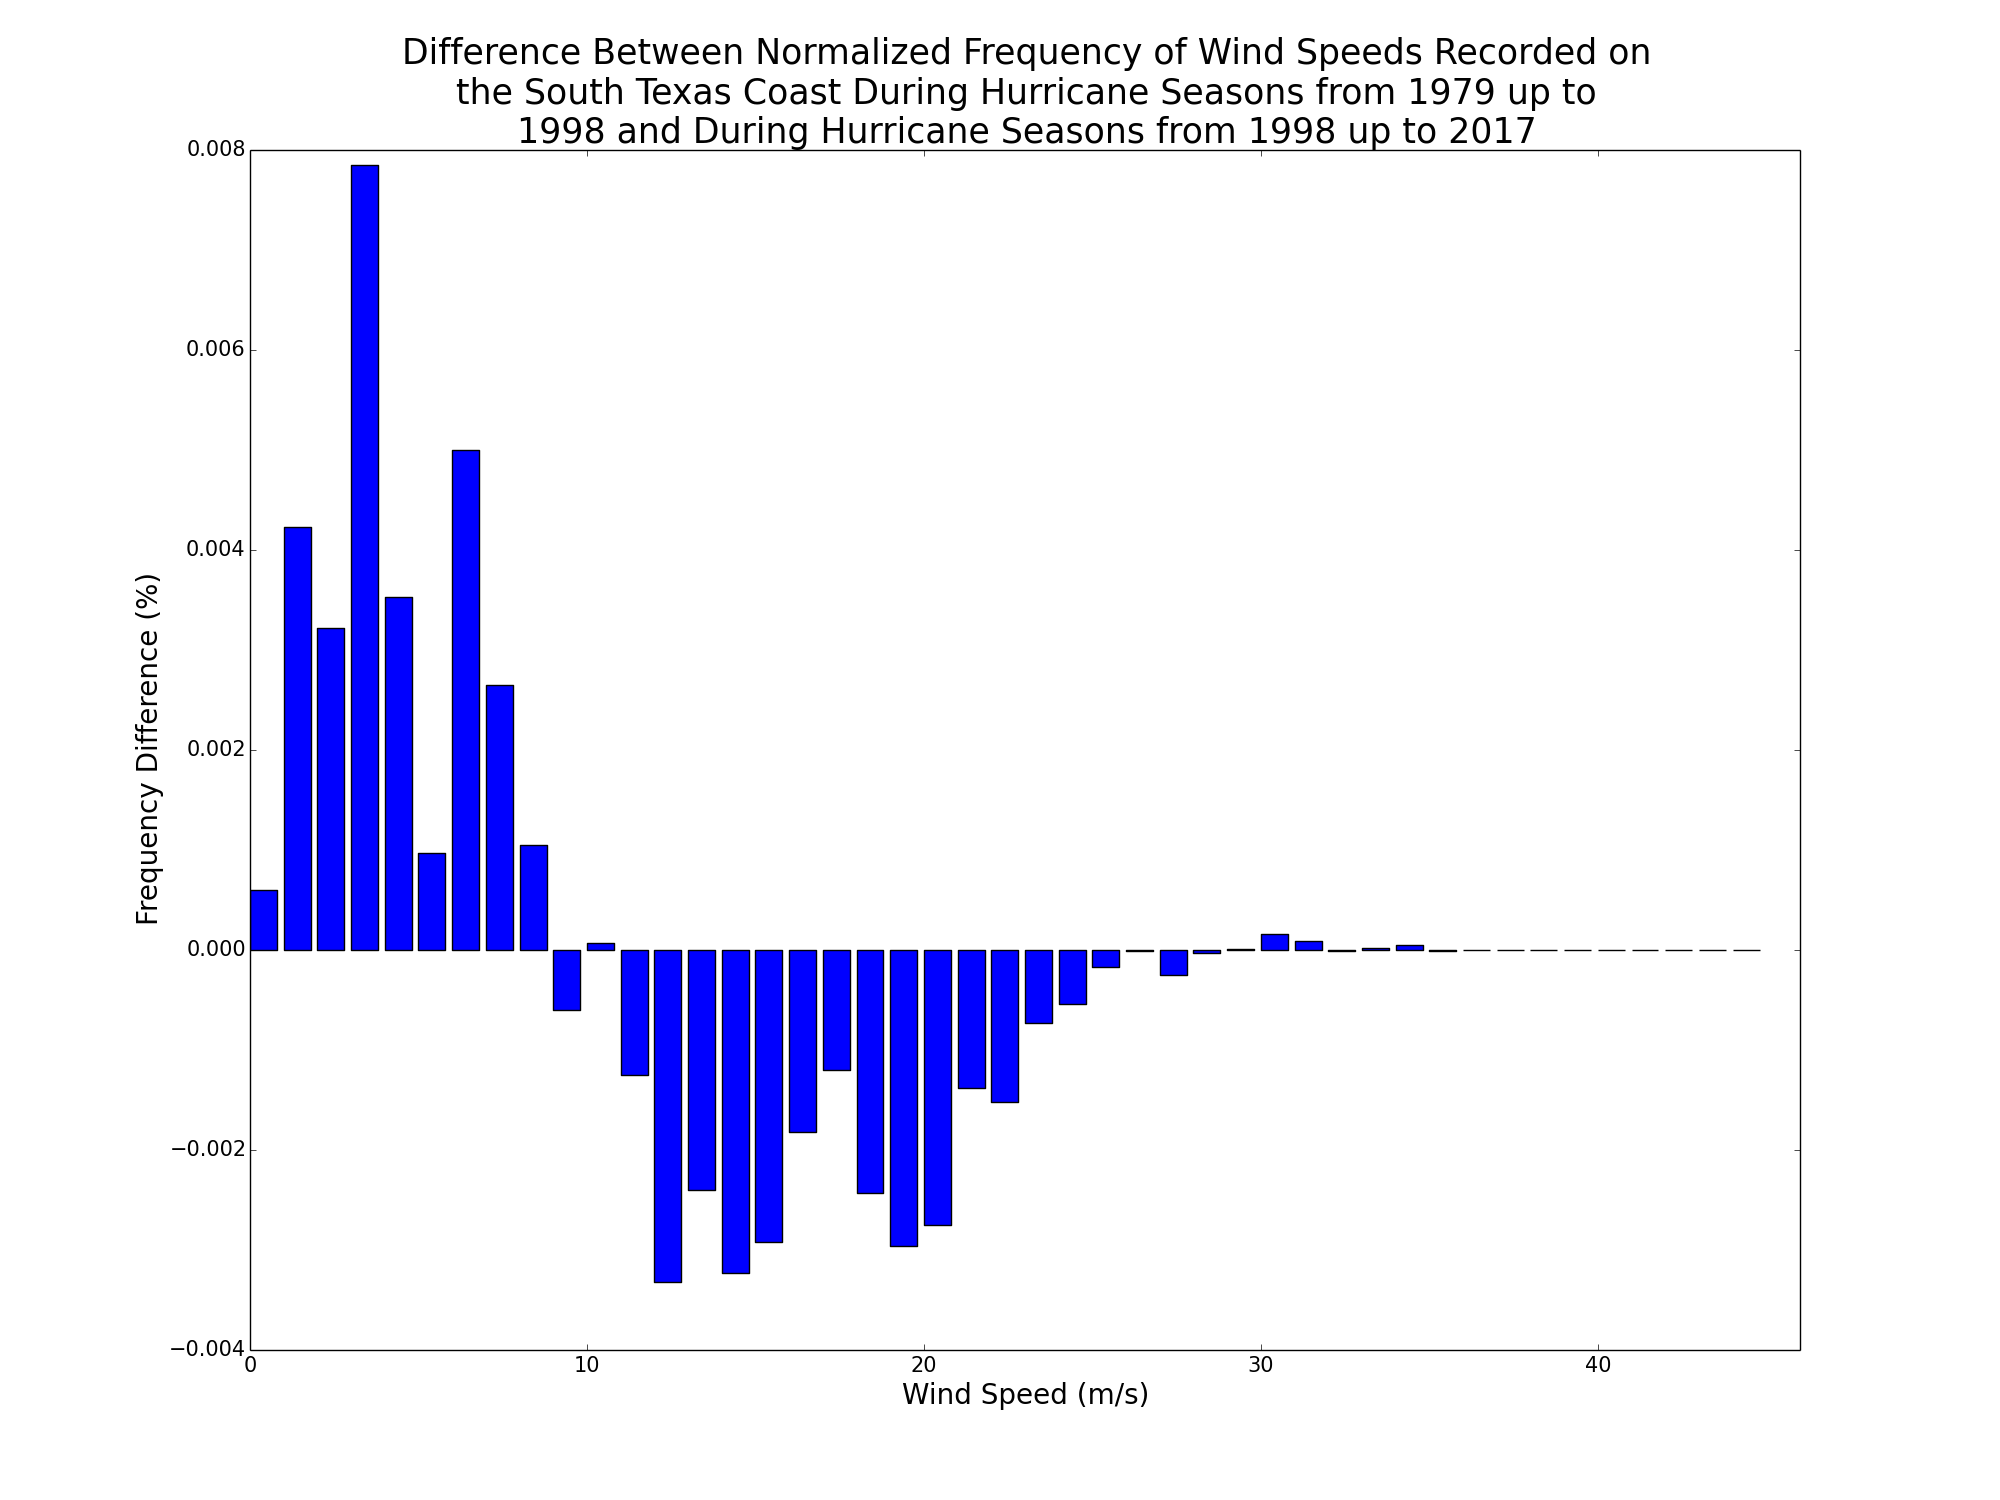 Difference Between Normalized Frequency of Wind Speeds Recorded on
the South Texas Coast During Hurricane Seasons from 1979 up to
1998 and During Hurricane Seasons from 1998 up to 2017
0.008
0.006
0.004
0.002
0.000
−0.002
−0.004
Frequency Difference (%)
0 10 20 30 40
Wind Speed (m/s)